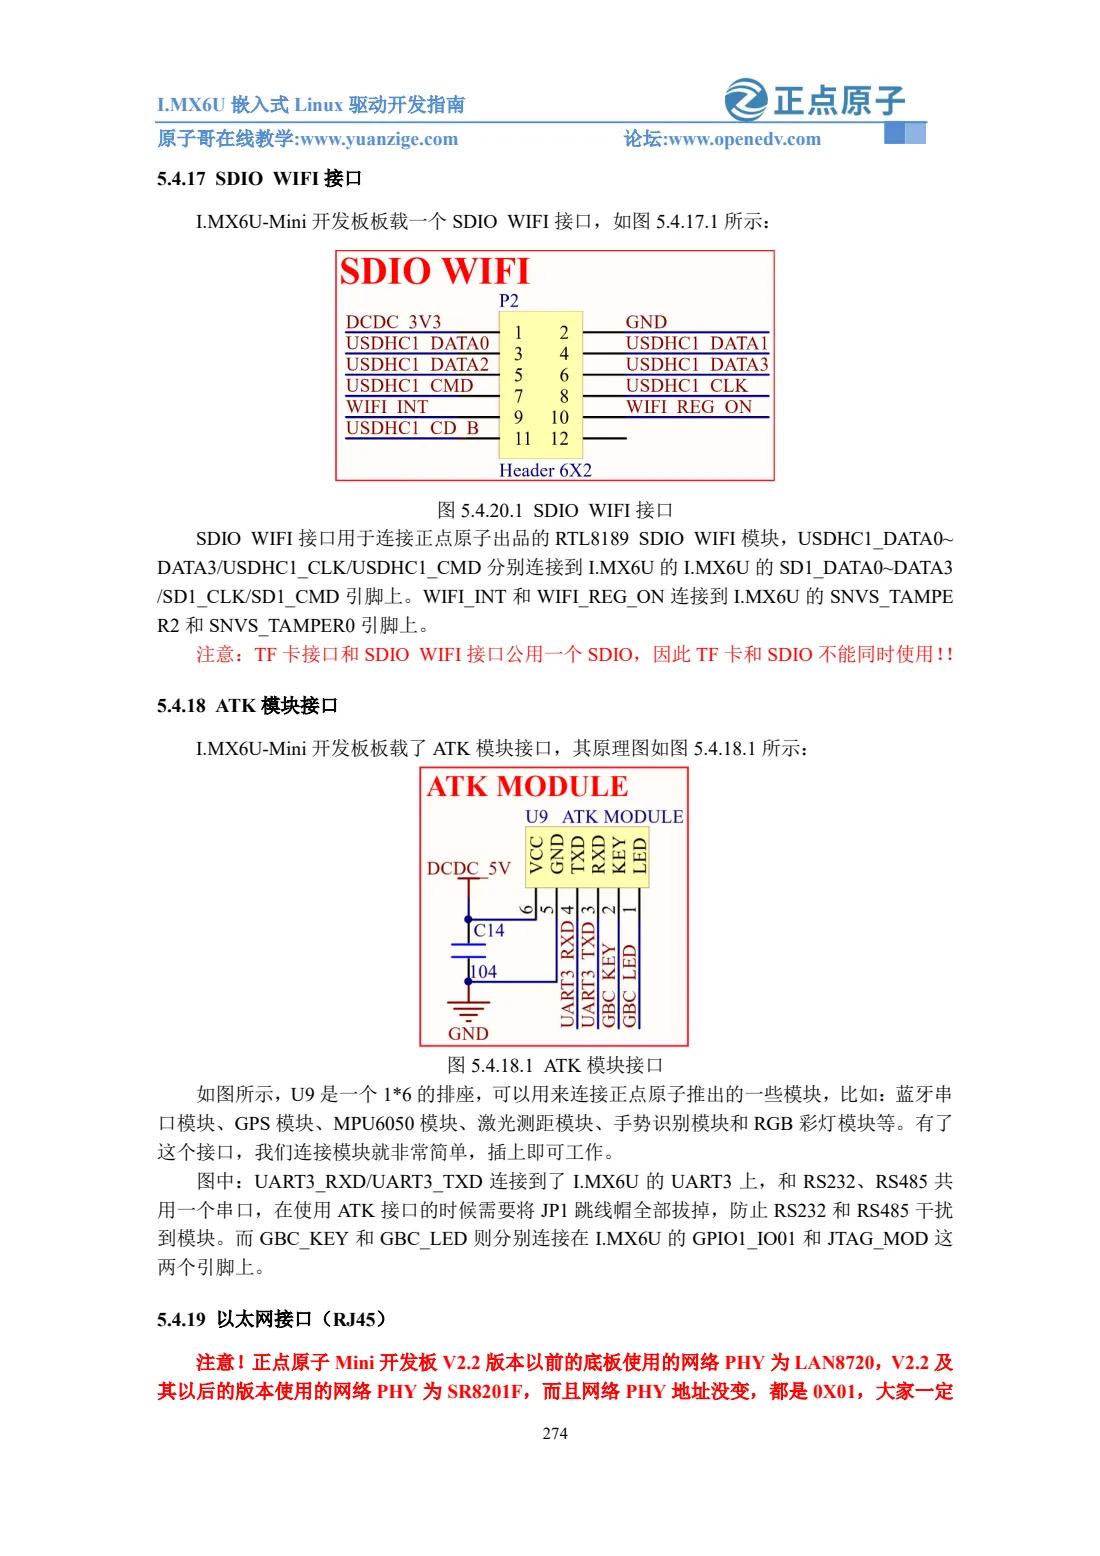 I.MX6U 嵌入式 Linux 驱动开发指南
正点原子
原子哥在线教学:www.yuanzige.com 论坛:www.openedv.com
5.4.17 SDIO WIFI 接口
I.MX6U-Mini 开发板板载一个 SDIO WIFI 接口，如图 5.4.17.1 所示：
SDIO WIFI
P2
DCDC_3V3 1 2 GND
USDHC1_DATA0 3 4 USDHC1_DATA1
USDHC1_DATA2 5 6 USDHC1_DATA3
USDHC1_CMD 7 8 USDHC1_CLK
WIFI_INT 9 10 WIFI_REG_ON
USDHC1_CD_B 11 12
Header 6X2
图 5.4.20.1 SDIO WIFI 接口
SDIO WIFI 接口用于连接正点原子出品的 RTL8189 SDIO WIFI 模块，USDHC1_DATA0~
DATA3/USDHC1_CLK/USDHC1_CMD 分别连接到 I.MX6U 的 I.MX6U 的 SD1_DATA0~DATA3
/SD1_CLK/SD1_CMD 引脚上。WIFI_INT 和 WIFI_REG_ON 连接到 I.MX6U 的 SNVS_TAMPE
R2 和 SNVS_TAMPER0 引脚上。
注意：TF 卡接口和 SDIO WIFI 接口公用一个 SDIO，因此 TF 卡和 SDIO 不能同时使用！！
5.4.18 ATK 模块接口
I.MX6U-Mini 开发板板载了 ATK 模块接口，其原理图如图 5.4.18.1 所示：
ATK MODULE
U9 ATK MODULE
VCC GND TXD RXD KEY LED
DCDC_5V
6 5 4 3 2 1
C14
104
UART3_RXD UART3_TXD GBC_KEY GBC_LED
GND
图 5.4.18.1 ATK 模块接口
如图所示，U9 是一个 1*6 的排座，可以用来连接正点原子推出的一些模块，比如：蓝牙串
口模块、GPS 模块、MPU6050 模块、激光测距模块、手势识别模块和 RGB 彩灯模块等。有了
这个接口，我们连接模块就非常简单，插上即可工作。
图中：UART3_RXD/UART3_TXD 连接到了 I.MX6U 的 UART3 上，和 RS232、RS485 共
用一个串口，在使用 ATK 接口的时候需要将 JP1 跳线帽全部拔掉，防止 RS232 和 RS485 干扰
到模块。而 GBC_KEY 和 GBC_LED 则分别连接在 I.MX6U 的 GPIO1_IO01 和 JTAG_MOD 这
两个引脚上。
5.4.19 以太网接口（RJ45）
注意！正点原子 Mini 开发板 V2.2 版本以前的底板使用的网络 PHY 为 LAN8720，V2.2 及
其以后的版本使用的网络 PHY 为 SR8201F，而且网络 PHY 地址没变，都是 0X01，大家一定
274